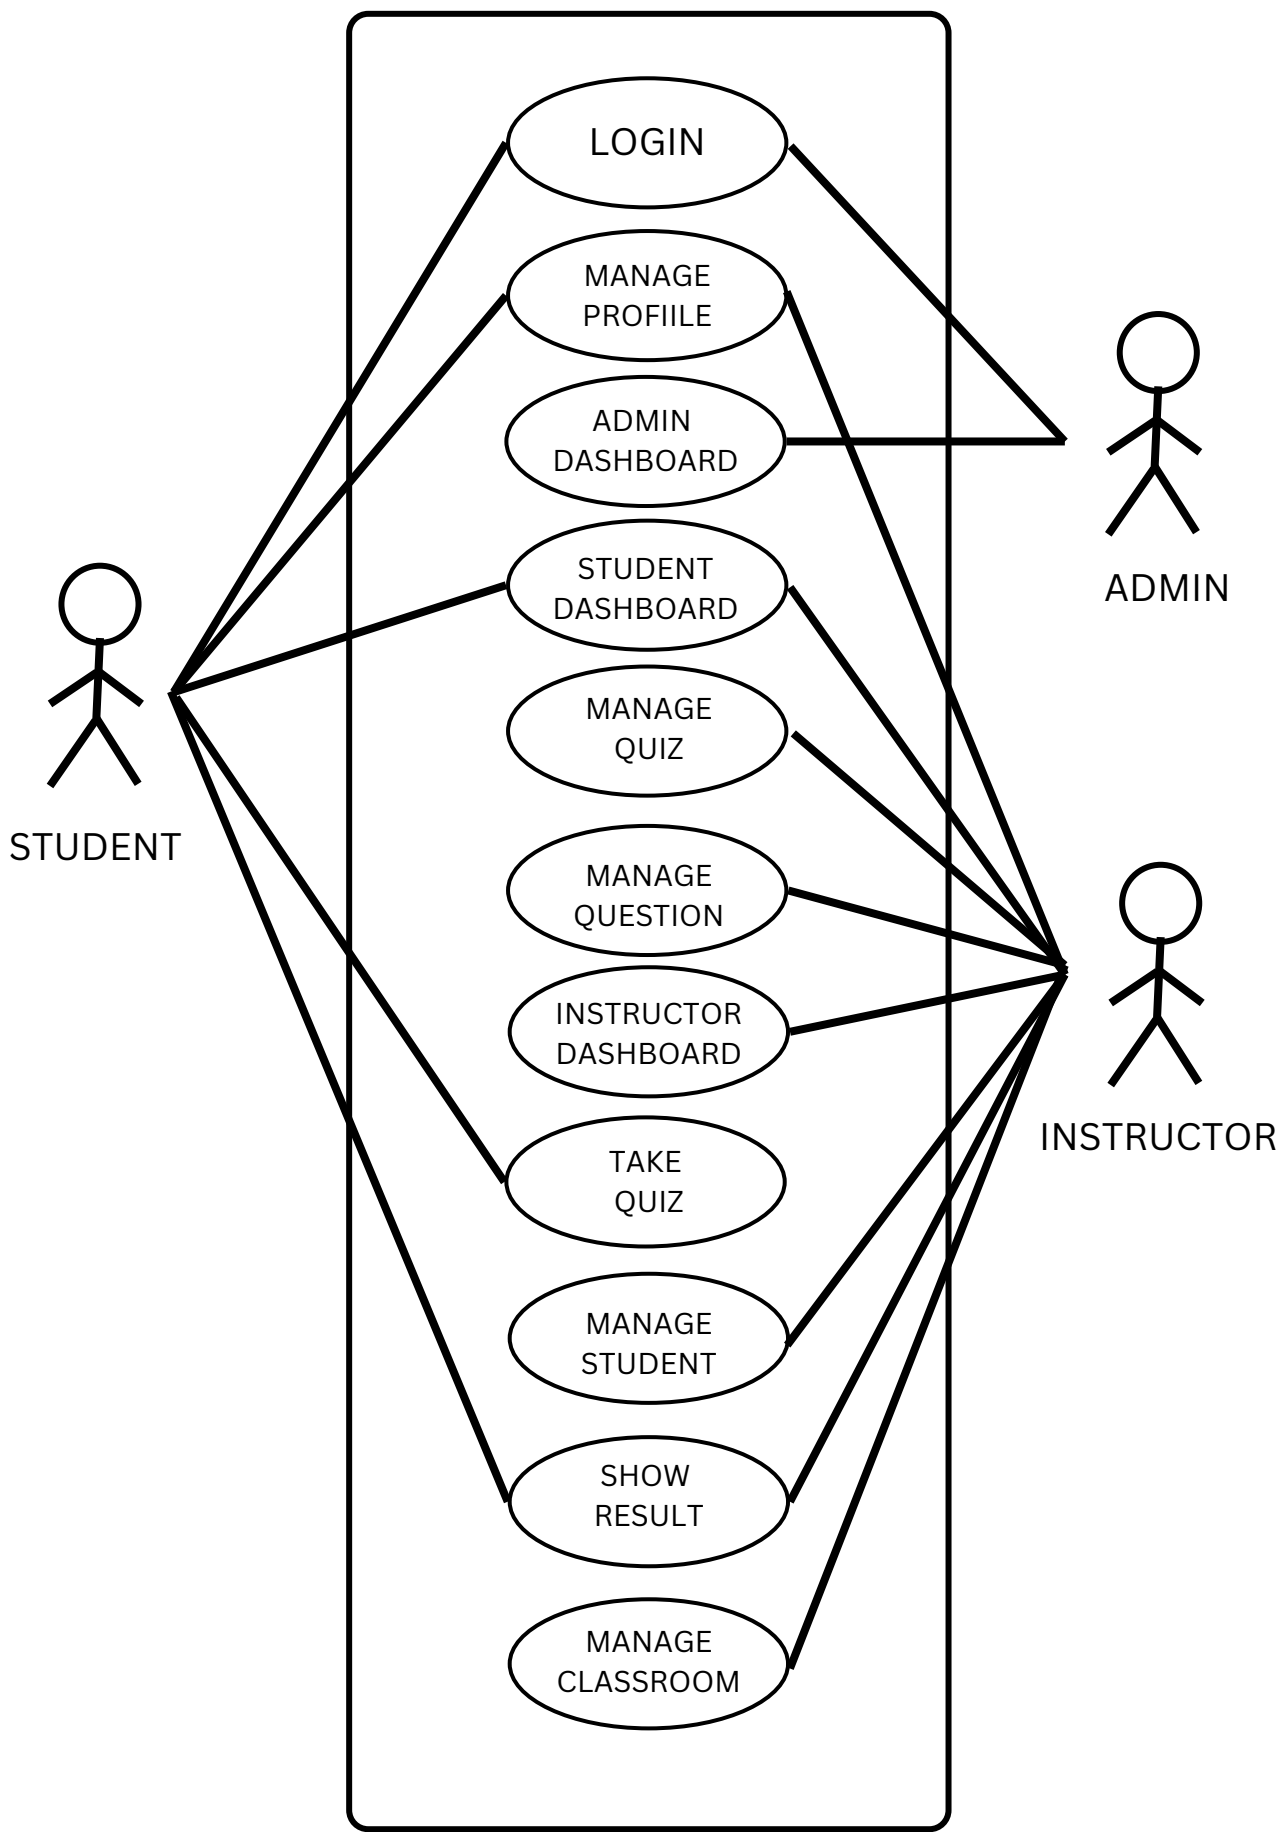 LOGIN
MANAGE
PROFIILE
ADMIN
DASHBOARD
ADMIN
STUDENT
DASHBOARD
MANAGE
QUIZ
STUDENT
MANAGE
QUESTION
INSTRUCTOR
DASHBOARD
INSTRUCTOR
TAKE
QUIZ
MANAGE
STUDENT
SHOW
RESULT
MANAGE
CLASSROOM